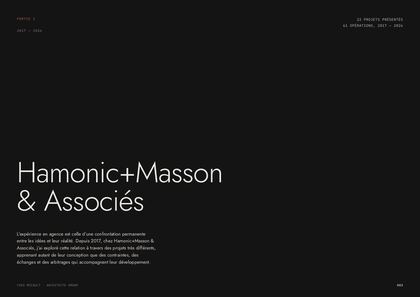 PARTIE 2
2017 — 2024
23 PROJETS PRÉSENTÉS
61 OPÉRATIONS, 2017 — 2024
Hamonic+Masson
& Associés
L'expérience en agence est celle d'une confrontation permanente
entre les idées et leur réalité. Depuis 2017, chez Hamonic+Masson &
Associés, j'ai exploré cette relation à travers des projets très différents,
apprenant autant de leur conception que des contraintes, des
échanges et des arbitrages qui accompagnent leur développement.
ARCHITECTE